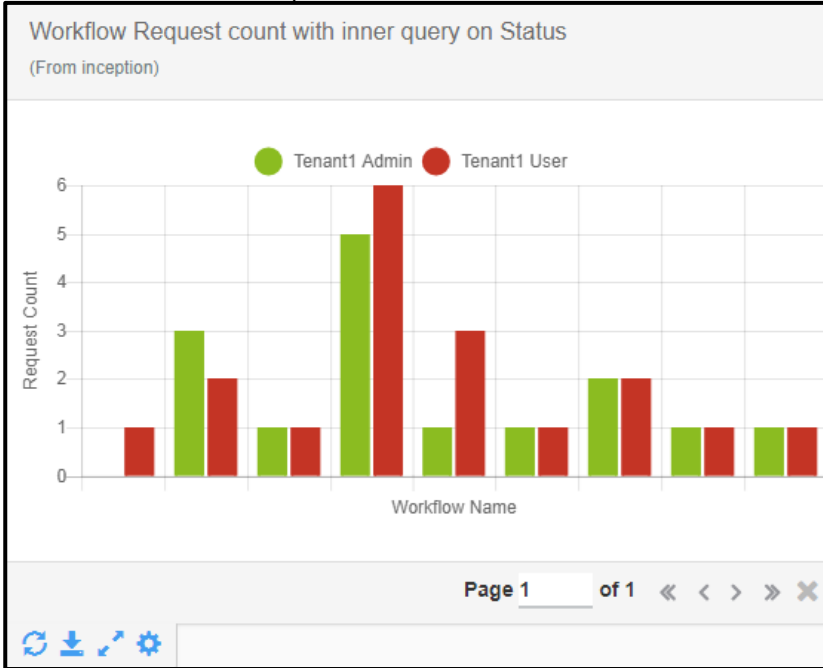 Workflow Request count with inner query on Status
(From inception)
Tenant1 Admin Tenant1 User
6
5
4
3
2
1
0
Request Count
Workflow Name
Page 1 of 1